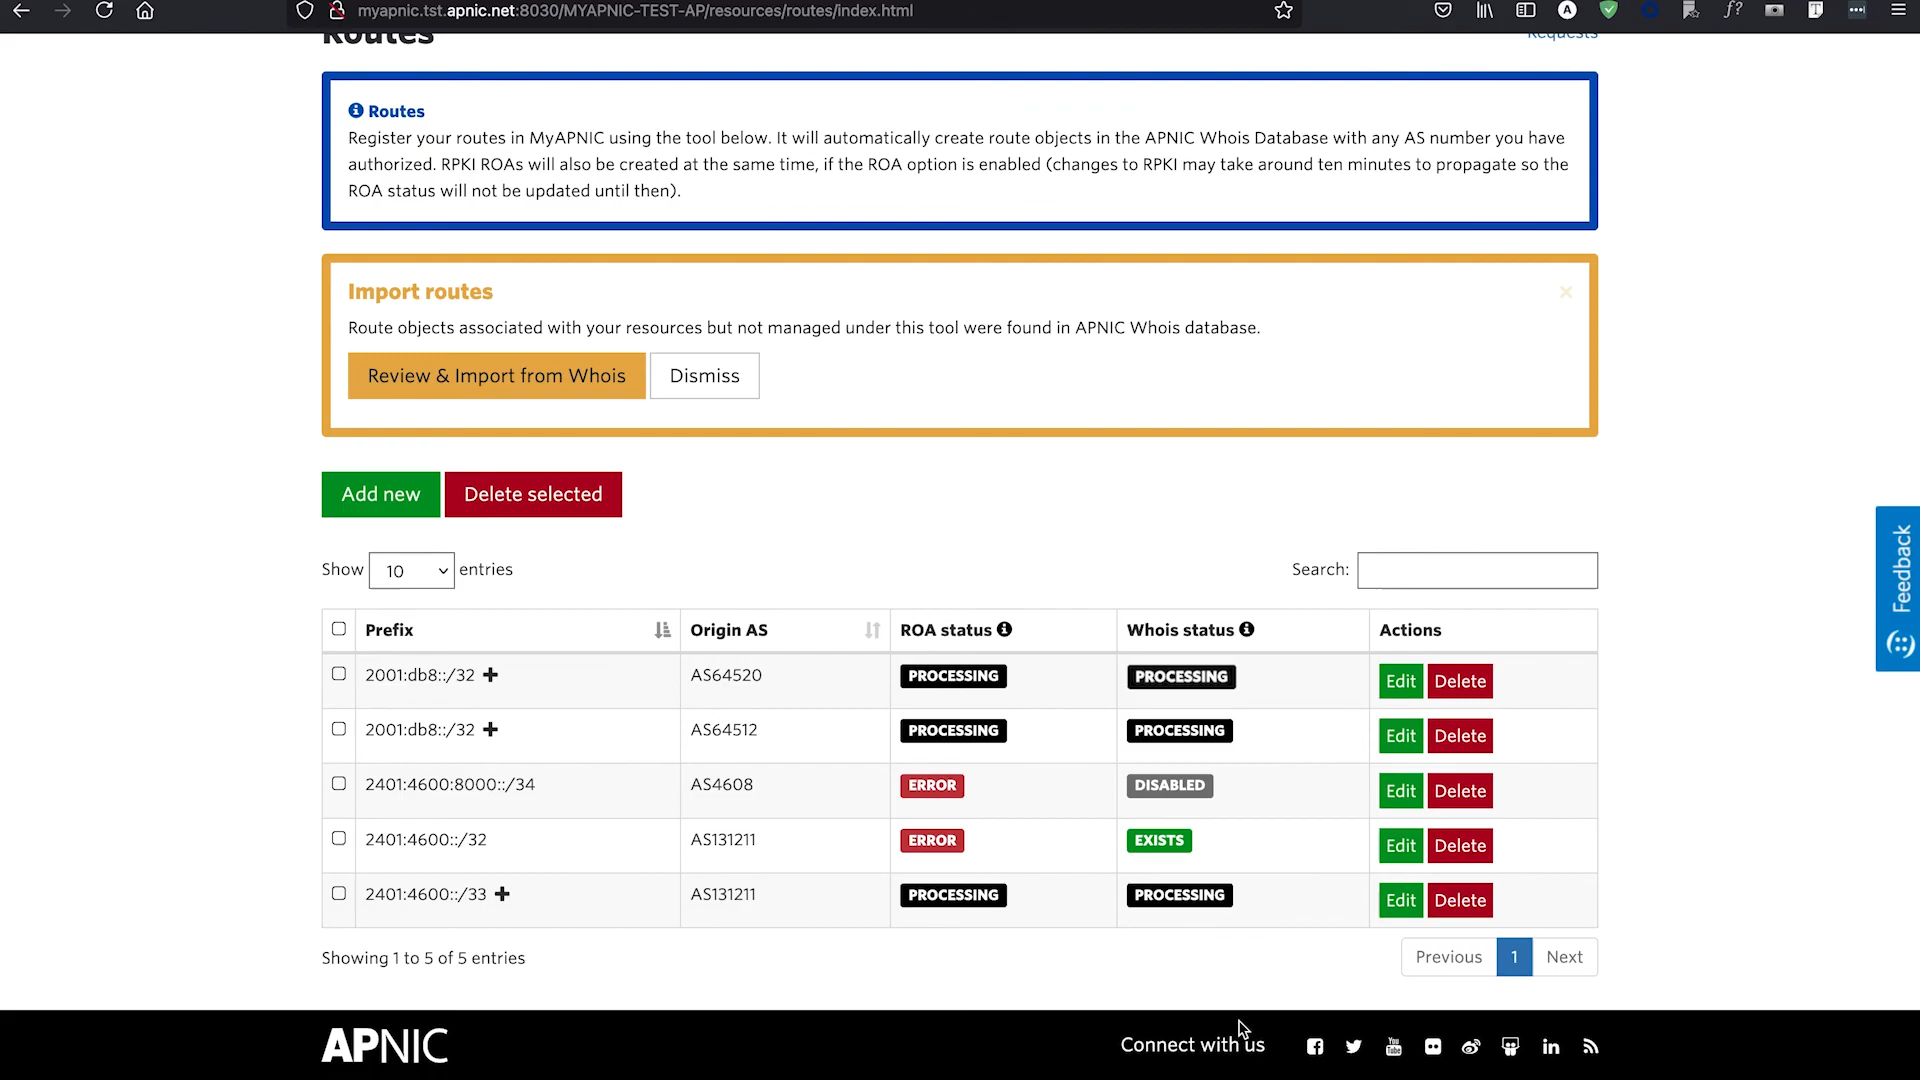 myapnic.tst.apnic.net:8030/MYAPNIC-TEST-AP/resources/routes/index.html
Routes
Requests
Routes
Register your routes in MyAPNIC using the tool below. It will automatically create route objects in the APNIC Whois Database with any AS number you have
authorized. RPKI ROAs will also be created at the same time, if the ROA option is enabled (changes to RPKI may take around ten minutes to propagate so the
ROA status will not be updated until then).
Import routes
×
Route objects associated with your resources but not managed under this tool were found in APNIC Whois database.
Review & Import from Whois Dismiss
Add new Delete selected
Feedback
Show 10 entries Search:
Prefix Origin AS ROA status Whois status Actions
2001:db8::/32 + AS64520 PROCESSING PROCESSING Edit Delete
2001:db8::/32 + AS64512 PROCESSING PROCESSING Edit Delete
2401:4600:8000::/34 AS4608 ERROR DISABLED Edit Delete
2401:4600::/32 AS131211 ERROR EXISTS Edit Delete
2401:4600::/33 + AS131211 PROCESSING PROCESSING Edit Delete
Showing 1 to 5 of 5 entries Previous 1 Next
APNIC Connect with us